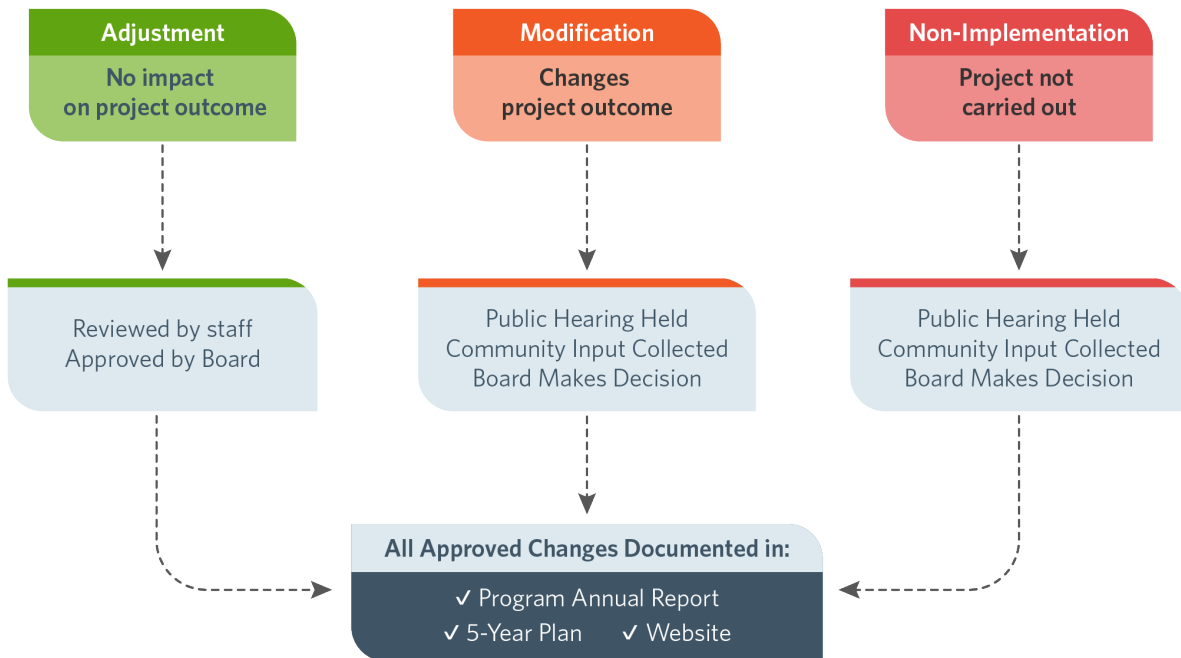 Adjustment
No impact
on project outcome
Modification
Changes
project outcome
Non-Implementation
Project not
carried out
Reviewed by staff
Approved by Board
Public Hearing Held
Community Input Collected
Board Makes Decision
Public Hearing Held
Community Input Collected
Board Makes Decision
All Approved Changes Documented in:
✓ Program Annual Report
✓ 5-Year Plan ✓ Website